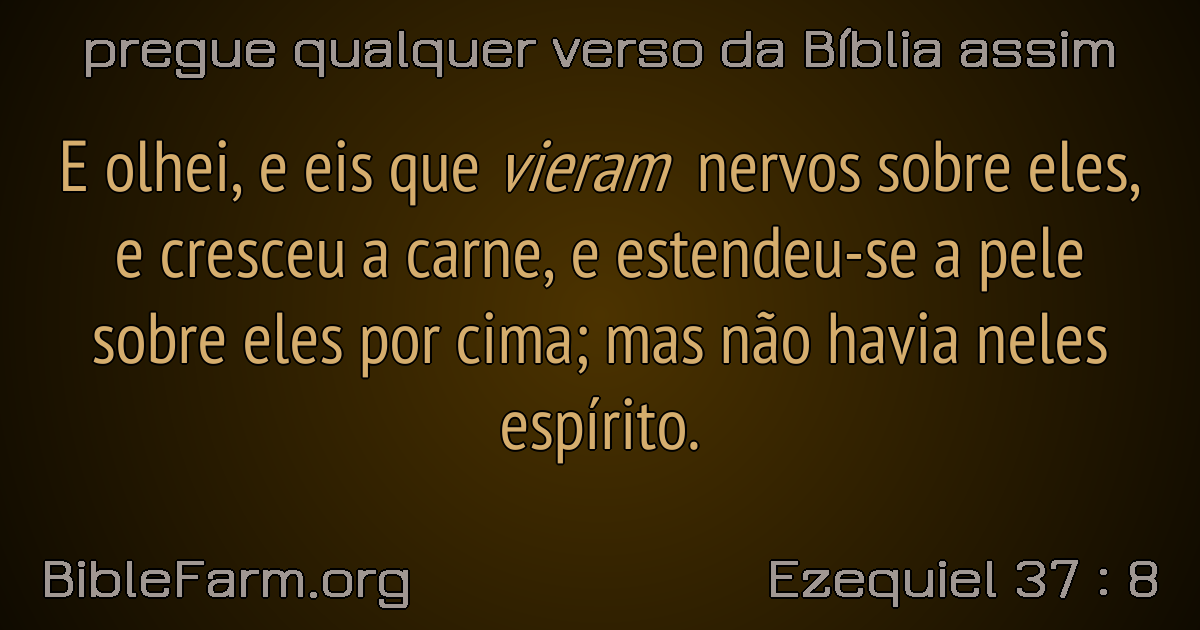 pregue qualquer verso da Bíblia assim
E olhei, e eis que vieram nervos sobre eles,
e cresceu a carne, e estendeu-se a pele
sobre eles por cima; mas não havia neles
espírito.
BibleFarm.org
Ezequiel 37 : 8